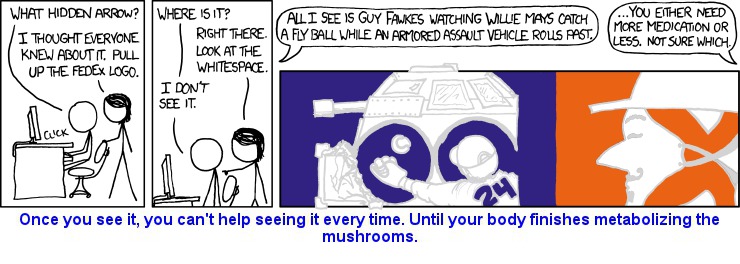 WHAT HIDDEN ARROW?
I THOUGHT EVERYONE
KNEW ABOUT IT. PULL
UP THE FEDEX LOGO.
CLICK
WHERE IS IT?
RIGHT THERE.
LOOK AT THE
WHITESPACE.
I DON'T
SEE IT.
ALL I SEE IS GUY FAWKES WATCHING WILLIE MAYS CATCH
A FLY BALL WHILE AN ARMORED ASSAULT VEHICLE ROLLS PAST.
...YOU EITHER NEED
MORE MEDICATION OR
LESS. NOT SURE WHICH.
24
Once you see it, you can't help seeing it every time. Until your body finishes metabolizing the
mushrooms.